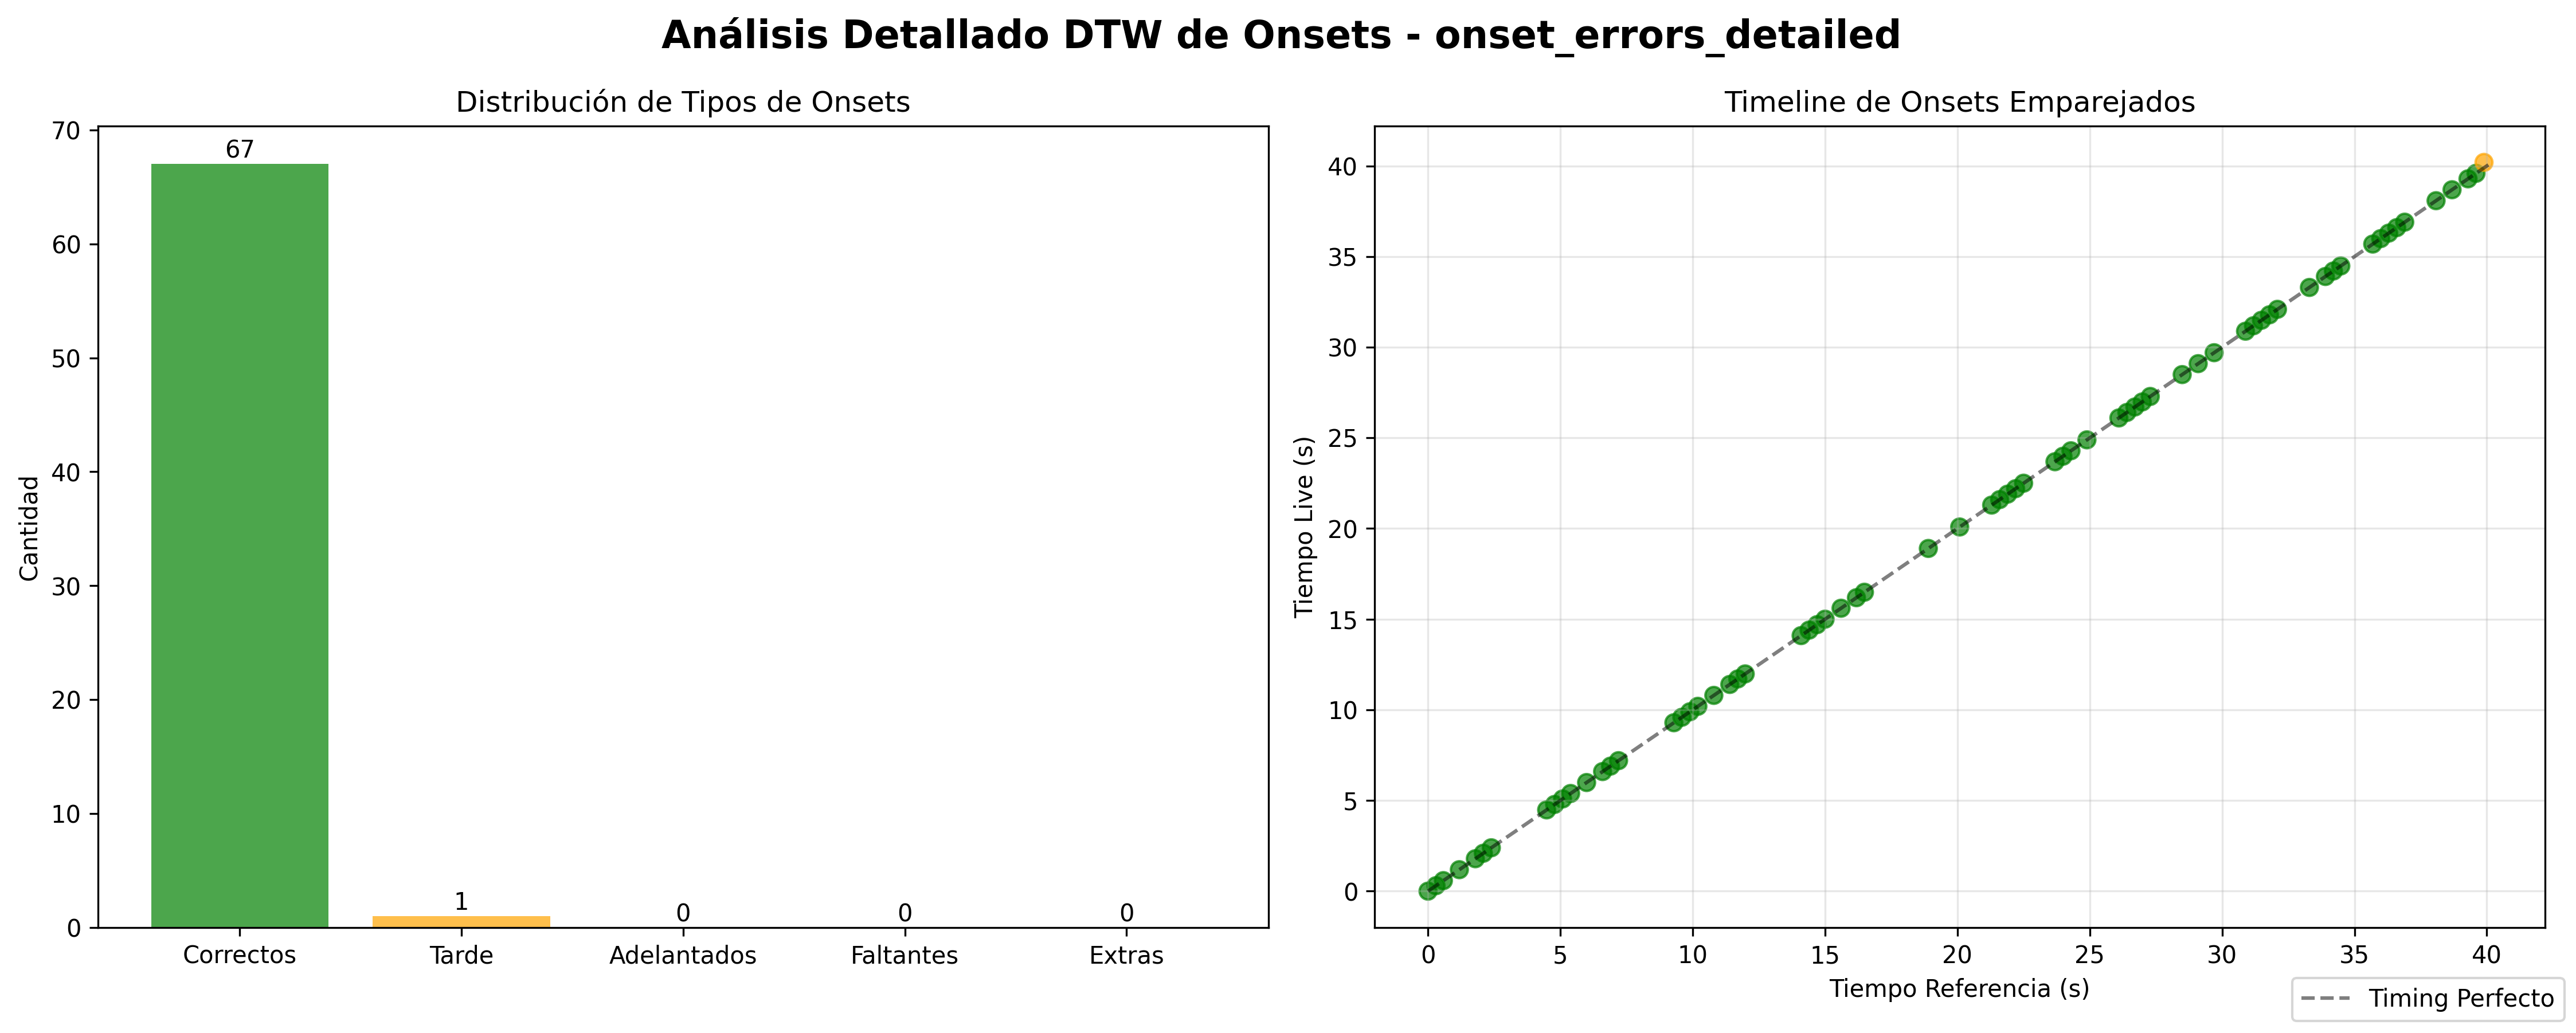 Análisis Detallado DTW de Onsets - onset_errors_detailed
Distribución de Tipos de Onsets
70
60
50
40
30
20
10
0
Cantidad
67
1
0
0
0
Correctos
Tarde
Adelantados
Faltantes
Extras
Timeline de Onsets Emparejados
40
35
30
25
20
15
10
5
0
Tiempo Live (s)
0
5
10
15
20
25
30
35
40
Tiempo Referencia (s)
Timing Perfecto